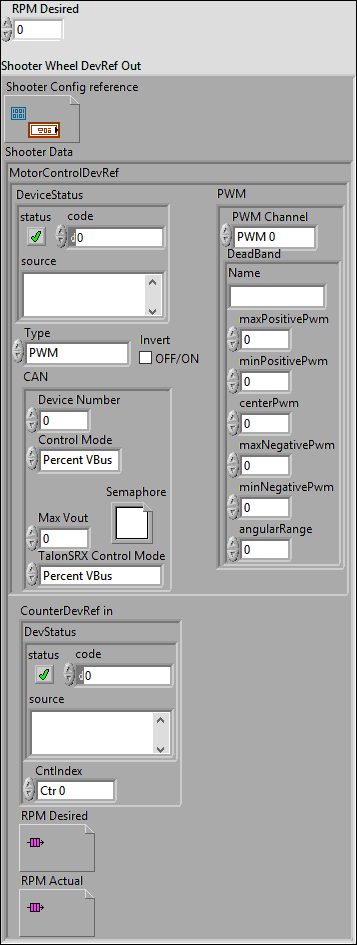 RPM Desired
0
Shooter Wheel DevRef Out
Shooter Config reference
Shooter Data
MotorControlDevRef
DeviceStatus
status code
d0
source
Type
PWM
Invert
OFF/ON
CAN
Device Number
0
Control Mode
Percent VBus
Semaphore
Max Vout
0
TalonSRX Control Mode
Percent VBus
PWM
PWM Channel
PWM 0
DeadBand
Name
maxPositivePwm
0
minPositivePwm
0
centerPwm
0
maxNegativePwm
0
minNegativePwm
0
angularRange
0
CounterDevRef in
DevStatus
status code
d0
source
CntIndex
Ctr 0
RPM Desired
RPM Actual